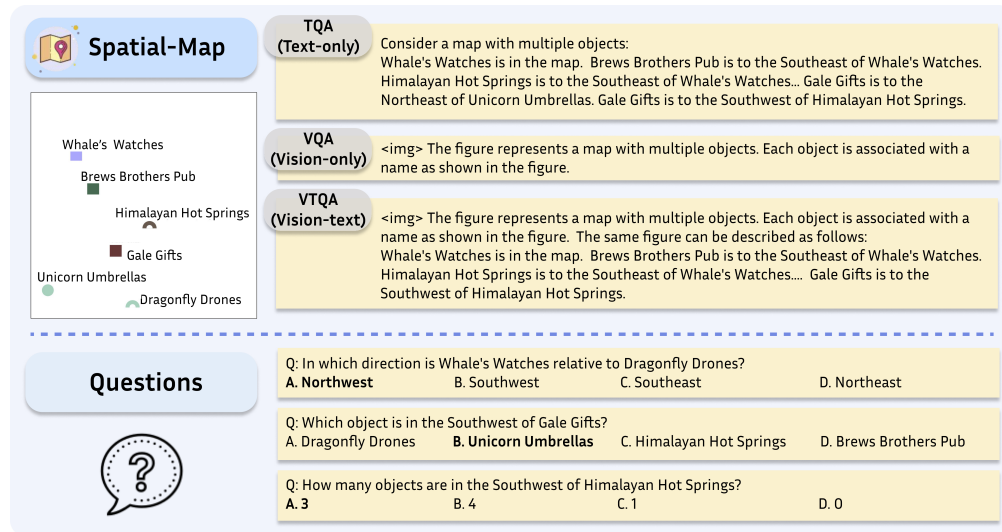 Spatial-Map
Whale's Watches
Brews Brothers Pub
Himalayan Hot Springs
Gale Gifts
Unicorn Umbrellas
Dragonfly Drones
TQA
(Text-only)
Consider a map with multiple objects:
Whale's Watches is in the map. Brews Brothers Pub is to the Southeast of Whale's Watches.
Himalayan Hot Springs is to the Southeast of Whale's Watches... Gale Gifts is to the
Northeast of Unicorn Umbrellas. Gale Gifts is to the Southwest of Himalayan Hot Springs.
VQA
(Vision-only)
<img> The figure represents a map with multiple objects. Each object is associated with a
name as shown in the figure.
VTQA
(Vision-text)
<img> The figure represents a map with multiple objects. Each object is associated with a
name as shown in the figure. The same figure can be described as follows:
Whale's Watches is in the map. Brews Brothers Pub is to the Southeast of Whale's Watches.
Himalayan Hot Springs is to the Southeast of Whale's Watches.... Gale Gifts is to the
Southwest of Himalayan Hot Springs.
Questions
?
Q: In which direction is Whale's Watches relative to Dragonfly Drones?
A. Northwest B. Southwest C. Southeast D. Northeast
Q: Which object is in the Southwest of Gale Gifts?
A. Dragonfly Drones B. Unicorn Umbrellas C. Himalayan Hot Springs D. Brews Brothers Pub
Q: How many objects are in the Southwest of Himalayan Hot Springs?
A. 3 B. 4 C. 1 D. 0